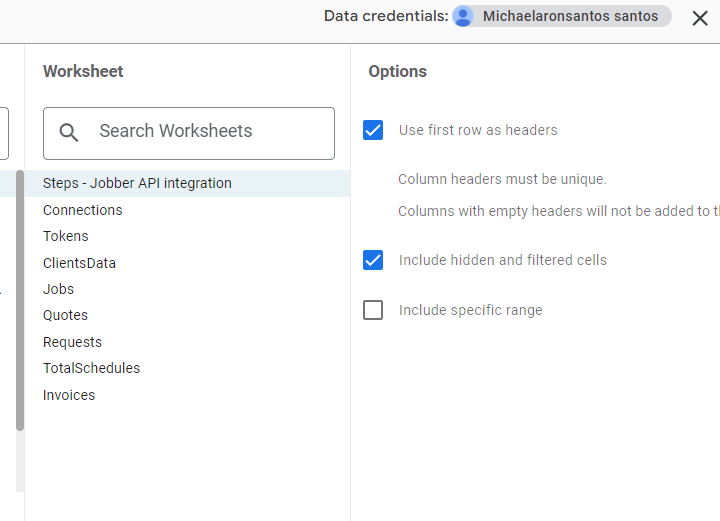 Data credentials: Michaelaronsantos santos
Worksheet
Search Worksheets
Steps - Jobber API integration
Connections
Tokens
ClientsData
Jobs
Quotes
Requests
TotalSchedules
Invoices
Options
Use first row as headers
Column headers must be unique.
Columns with empty headers will not be added to
Include hidden and filtered cells
Include specific range